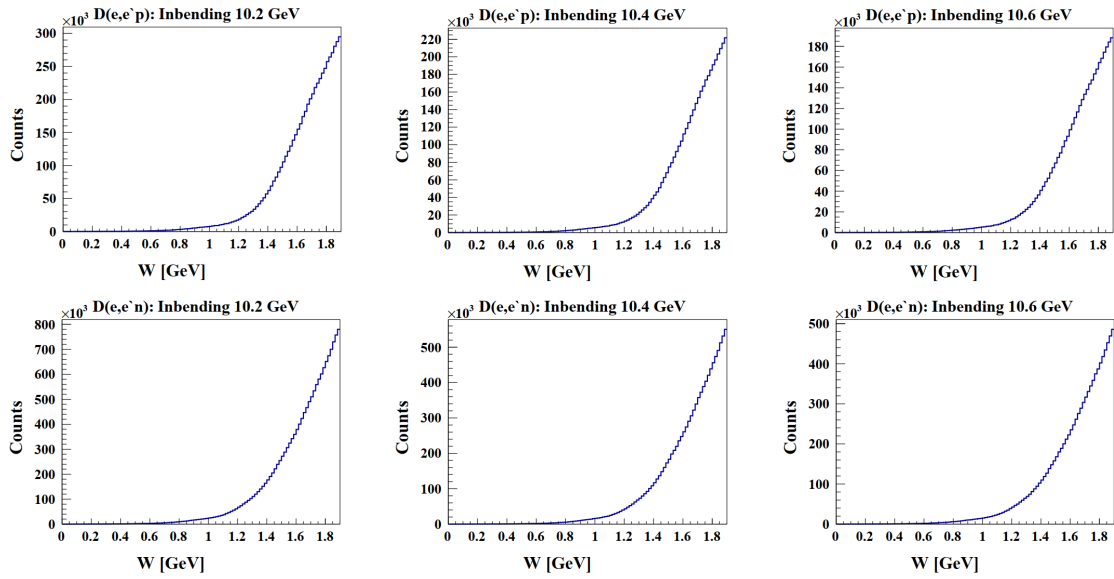 ×10³ D(e,e`p): Inbending 10.2 GeV
300
250
200
150
100
50
0
Counts
0 0.2 0.4 0.6 0.8 1 1.2 1.4 1.6 1.8
W [GeV]
×10³ D(e,e`p): Inbending 10.4 GeV
220
200
180
160
140
120
100
80
60
40
20
0
Counts
0 0.2 0.4 0.6 0.8 1 1.2 1.4 1.6 1.8
W [GeV]
×10³ D(e,e`p): Inbending 10.6 GeV
180
160
140
120
100
80
60
40
20
0
Counts
0 0.2 0.4 0.6 0.8 1 1.2 1.4 1.6 1.8
W [GeV]
×10³ D(e,e`n): Inbending 10.2 GeV
800
700
600
500
400
300
200
100
0
Counts
0 0.2 0.4 0.6 0.8 1 1.2 1.4 1.6 1.8
W [GeV]
×10³ D(e,e`n): Inbending 10.4 GeV
500
400
300
200
100
0
Counts
0 0.2 0.4 0.6 0.8 1 1.2 1.4 1.6 1.8
W [GeV]
×10³ D(e,e`n): Inbending 10.6 GeV
500
400
300
200
100
0
Counts
0 0.2 0.4 0.6 0.8 1 1.2 1.4 1.6 1.8
W [GeV]